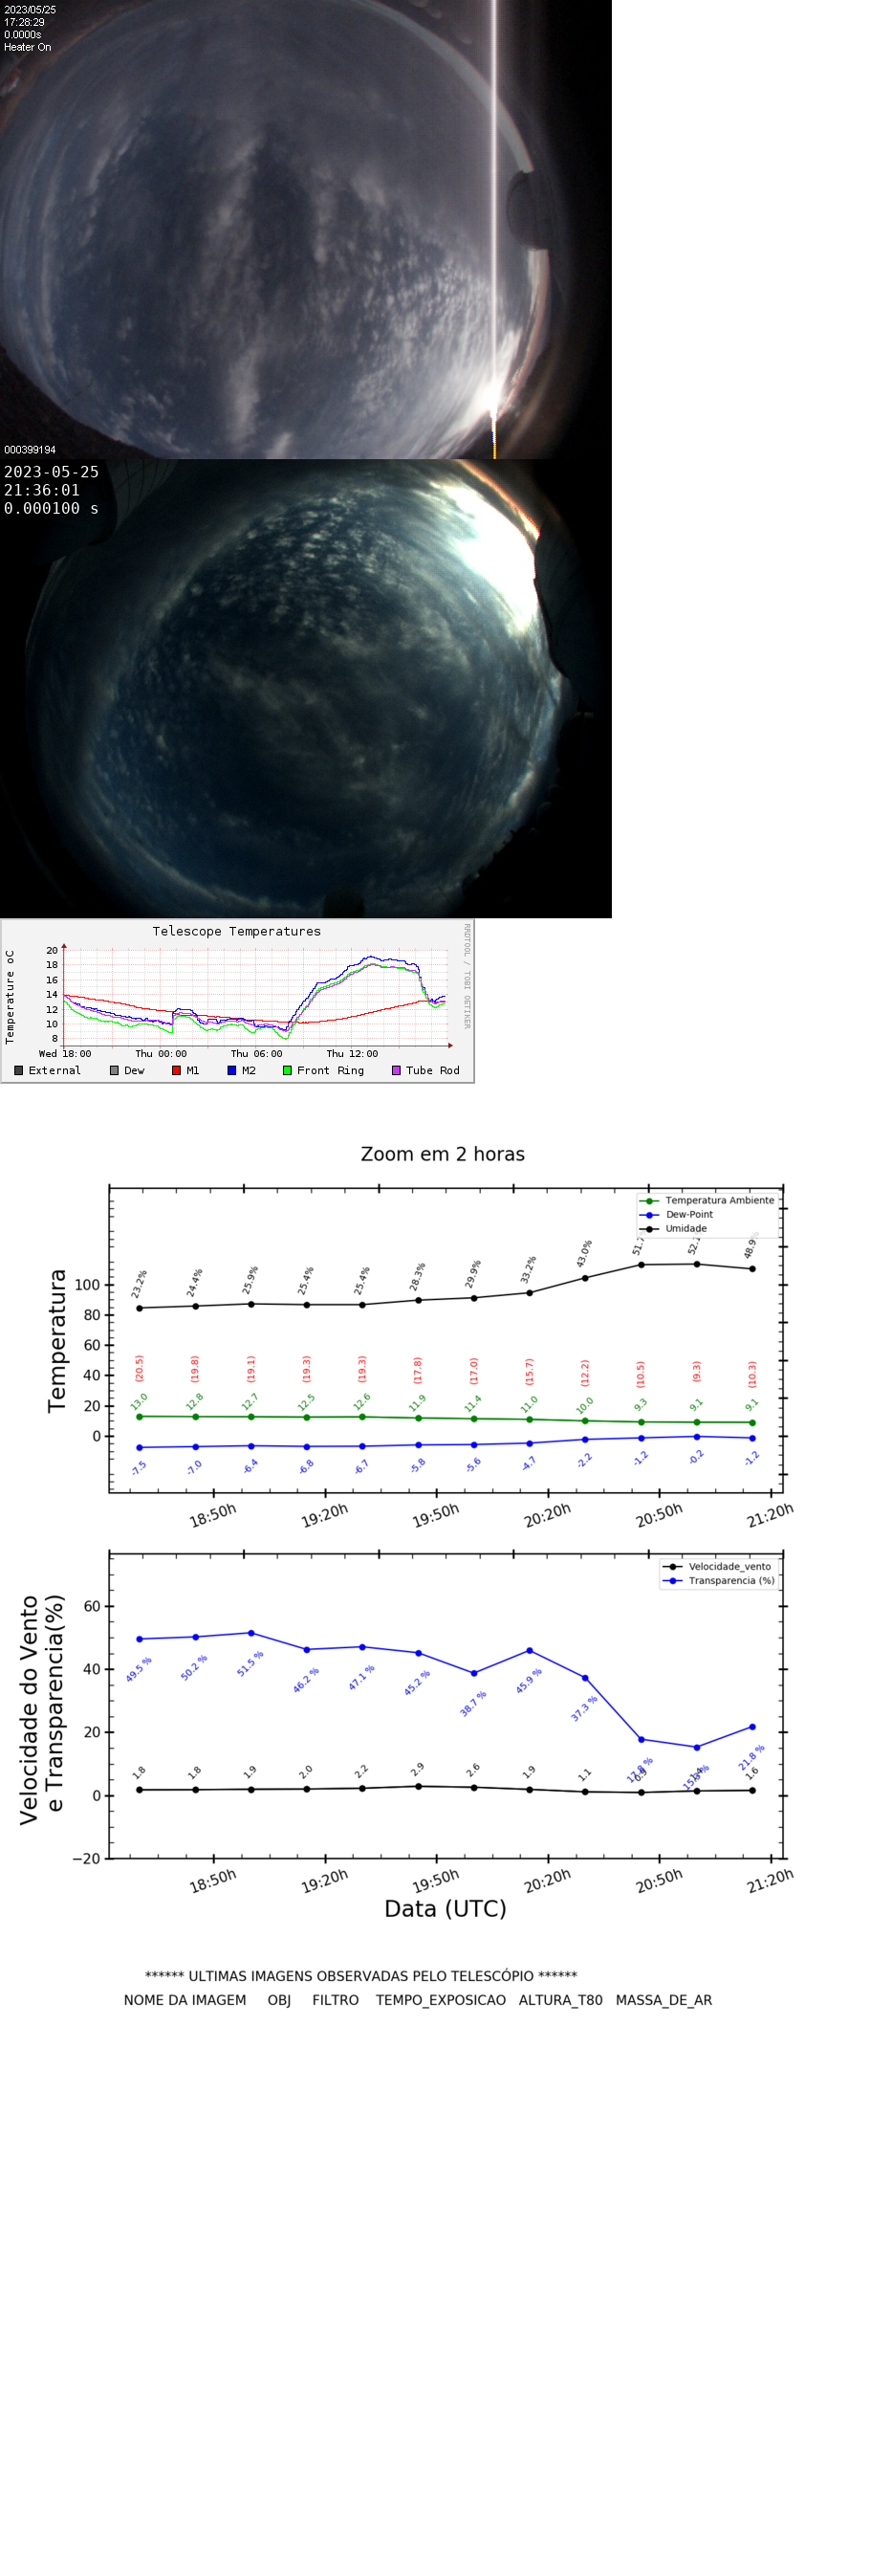 2023/05/25
17:28:29
0.0000s
Heater On
000399194
2023-05-25
21:36:01
0.000100 s
Telescope Temperatures
RRDTOOL / TOBI OETIKER
Temperature oC
20
18
16
14
12
10
8
Wed 18:00 Thu 00:00 Thu 06:00 Thu 12:00
External Dew M1 M2 Front Ring Tube Rod
Zoom em 2 horas
Temperatura Ambiente
Dew-Point
Umidade
Temperatura
100
80
60
40
20
0
23.2% 24.4% 25.9% 25.4% 25.4% 28.3% 29.9% 33.2% 43.0% 48.9%
(20.5) (19.8) (19.1) (19.3) (19.3) (17.8) (17.0) (15.7) (12.2) (10.5) (9.3) (10.3)
13.0 12.8 12.7 12.5 12.6 11.9 11.4 11.0 10.0 9.3 9.1 9.1
-7.5 -7.0 -6.4 -6.8 -6.7 -5.8 -5.6 -4.7 -2.2 -1.2 -0.2 -1.2
18:50h 19:20h 19:50h 20:20h 20:50h 21:20h
Velocidade_vento
Transparencia (%)
Velocidade do Vento
e Transparencia(%)
60
40
20
0
−20
49.5 % 50.2 % 51.5 % 46.2 % 47.1 % 45.2 % 38.7 % 45.9 % 37.3 % 21.8 %
1.8 1.8 1.9 2.0 2.2 2.9 2.6 1.9 1.1 1.6
18:50h 19:20h 19:50h 20:20h 20:50h 21:20h
Data (UTC)
****** ULTIMAS IMAGENS OBSERVADAS PELO TELESCÓPIO ******
NOME DA IMAGEM OBJ FILTRO TEMPO_EXPOSICAO ALTURA_T80 MASSA_DE_AR